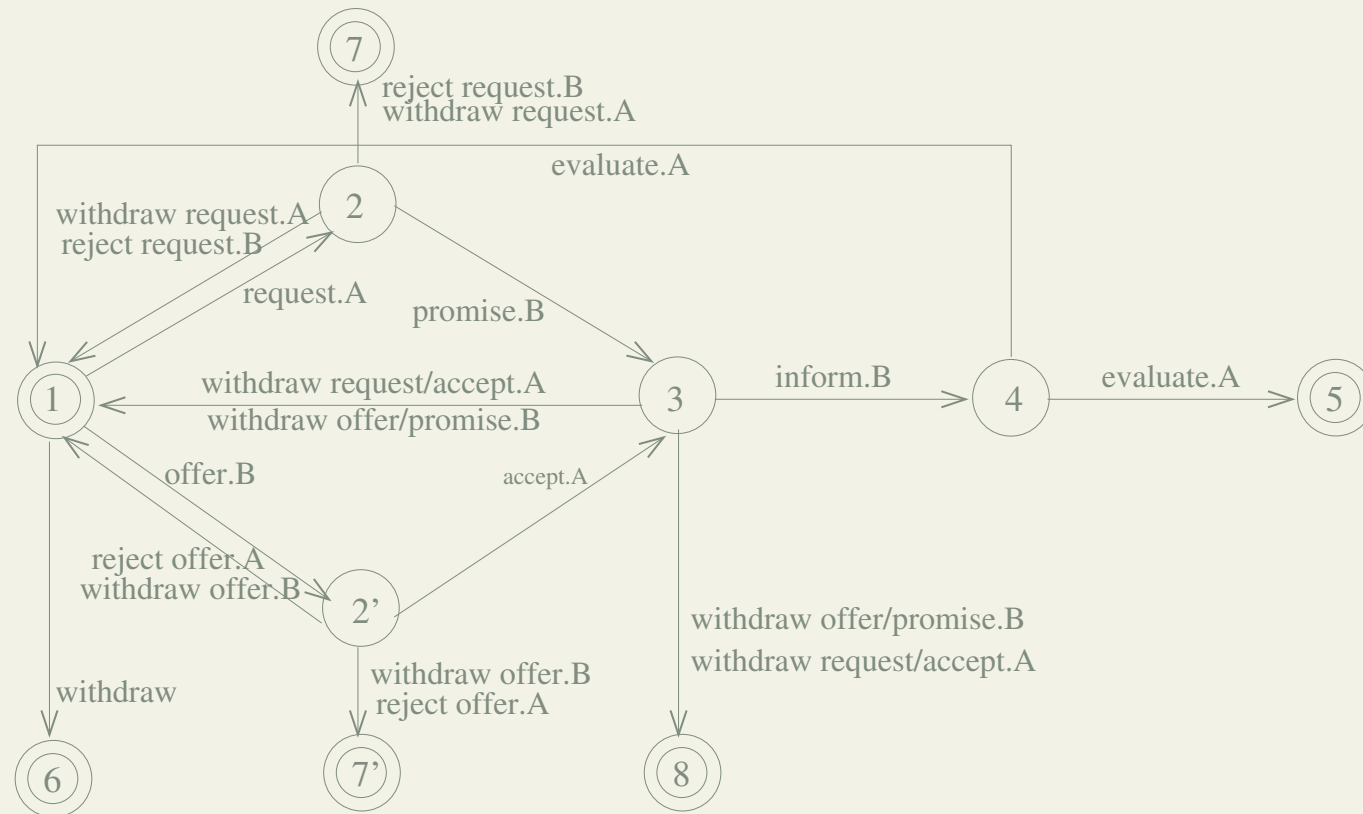 7
reject request.B
withdraw request.A
evaluate.A
2
withdraw request.A
reject request.B
request.A
promise.B
1
withdraw request/accept.A
withdraw offer/promise.B
3
inform.B
4
evaluate.A
5
offer.B
accept.A
reject offer.A
withdraw offer.B
2’
withdraw offer/promise.B
withdraw request/accept.A
withdraw offer.B
reject offer.A
withdraw
6
7’
8